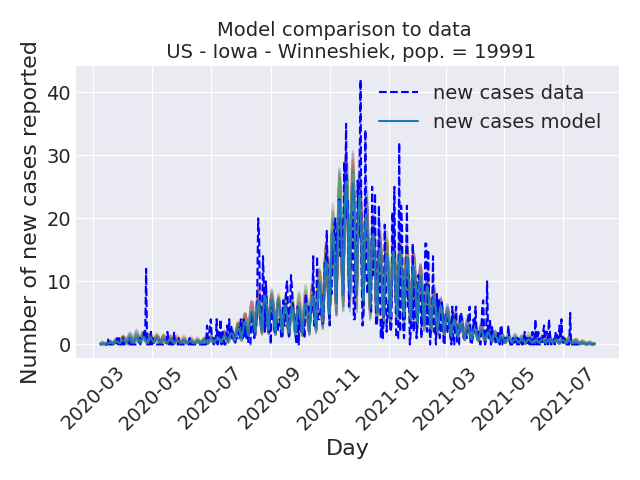 Model comparison to data
US - Iowa - Winneshiek, pop. = 19991
Number of new cases reported
40
30
20
10
0
new cases data
new cases model
2020-03
2020-05
2020-07
2020-09
2020-11
2021-01
2021-03
2021-05
2021-07
Day